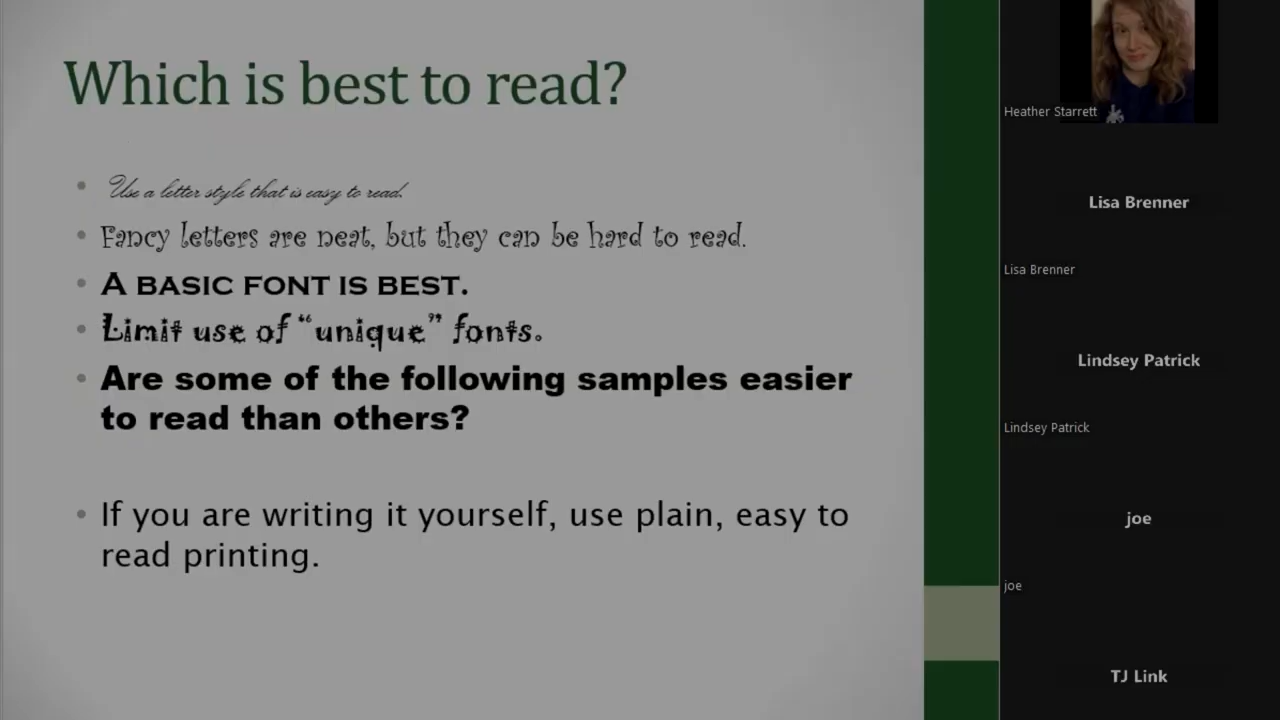 Which is best to read?
Use a letter style that is easy to read.
Fancy letters are neat, but they can be hard to read.
A BASIC FONT IS BEST.
Limit use of “unique” fonts.
Are some of the following samples easier
to read than others?
If you are writing it yourself, use plain, easy to
read printing.
Heather Starrett
Lisa Brenner
Lisa Brenner
Lindsey Patrick
Lindsey Patrick
joe
joe
TJ Link